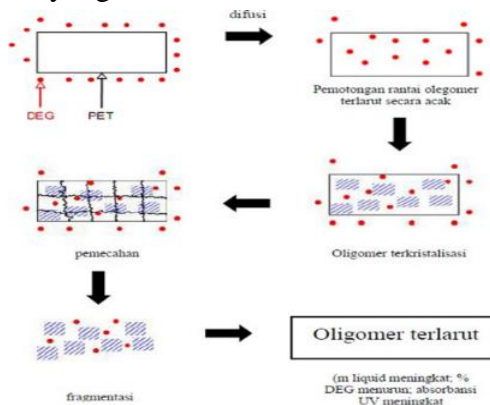 difusi
DEG
PET
Pemotongan rantai olegomer
terlarut secara acak
pemecahan
Oligomer terkristalisasi
fragmentasi
Oligomer terlarut
(m liquid meningkat; %
DEG menurun; absorbansi
UV meningkat